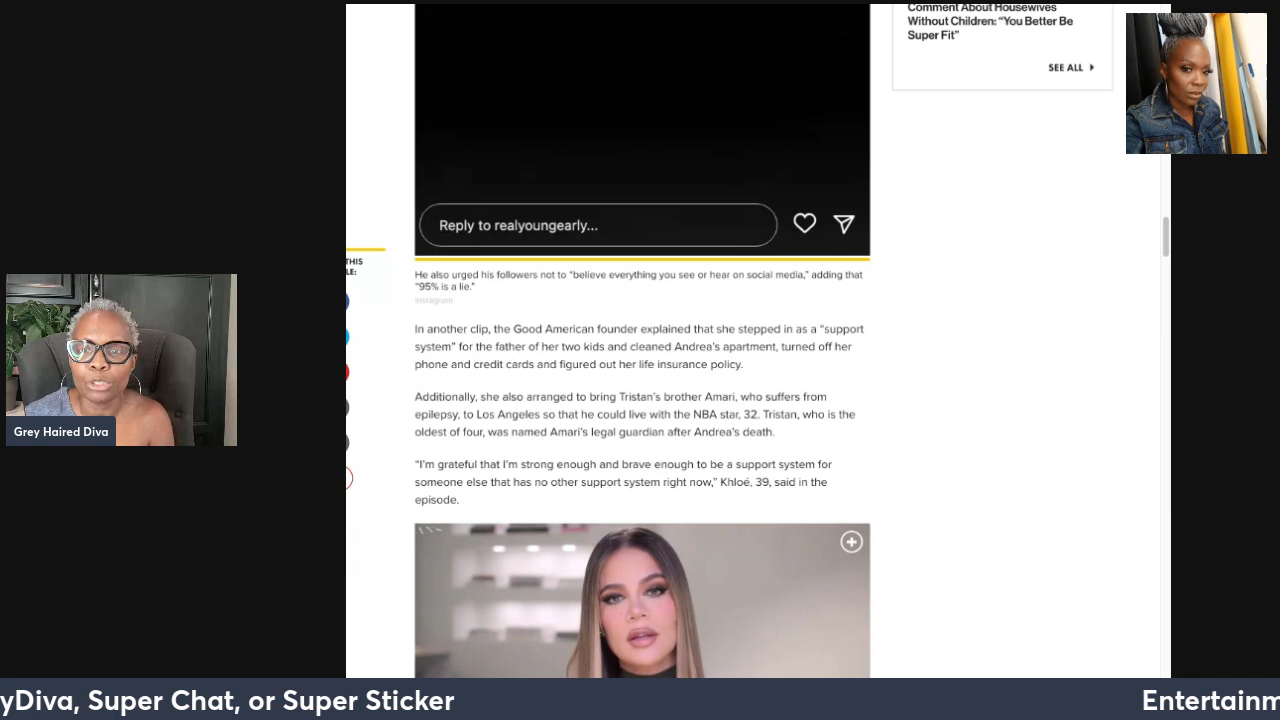 Comment About Housewives
Without Children: “You Better Be
Super Fit”
SEE ALL
Reply to realyoungearly...
THIS
LE:
He also urged his followers not to “believe everything you see or hear on social media,” adding that
“95% is a lie.”
Instagram
In another clip, the Good American founder explained that she stepped in as a “support
system” for the father of her two kids and cleaned Andrea’s apartment, turned off her
phone and credit cards and figured out her life insurance policy.
Additionally, she also arranged to bring Tristan’s brother Amari, who suffers from
epilepsy, to Los Angeles so that he could live with the NBA star, 32. Tristan, who is the
oldest of four, was named Amari’s legal guardian after Andrea’s death.
“I’m grateful that I’m strong enough and brave enough to be a support system for
someone else that has no other support system right now,” Khloé, 39, said in the
episode.
Grey Haired Diva
yDiva, Super Chat, or Super Sticker
Entertainm